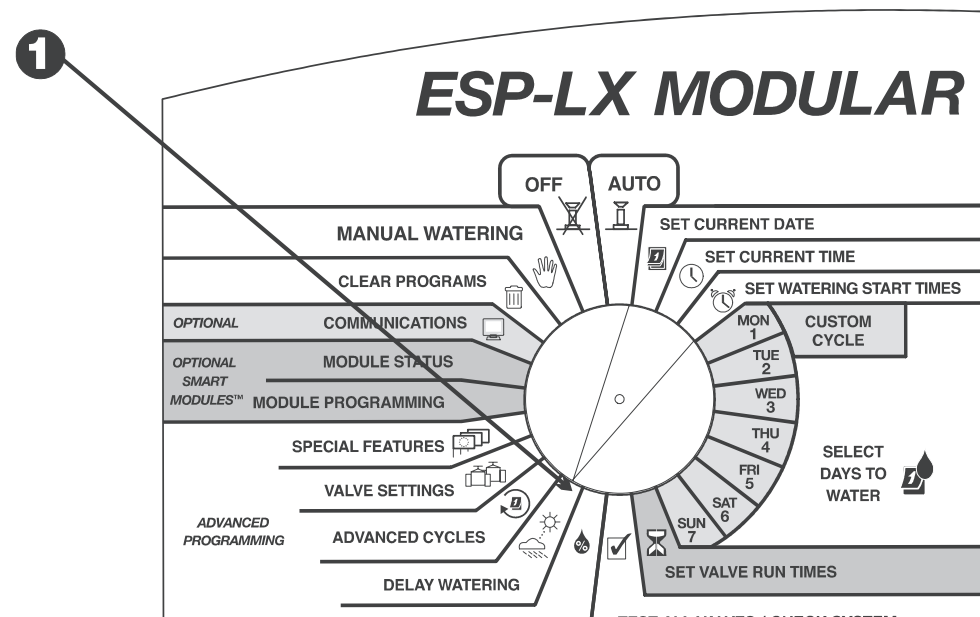 1
ESP-LX MODULAR
OFF
AUTO
MANUAL WATERING
SET CURRENT DATE
SET CURRENT TIME
CLEAR PROGRAMS
SET WATERING START TIMES
OPTIONAL
COMMUNICATIONS
MON
1
CUSTOM
CYCLE
OPTIONAL
SMART
MODULES™
MODULE STATUS
MODULE PROGRAMMING
TUE
2
WED
3
THU
4
FRI
5
SAT
6
SUN
7
SELECT
DAYS TO
WATER
1
SPECIAL FEATURES
VALVE SETTINGS
ADVANCED
PROGRAMMING
ADVANCED CYCLES
DELAY WATERING
%
SET VALVE RUN TIMES